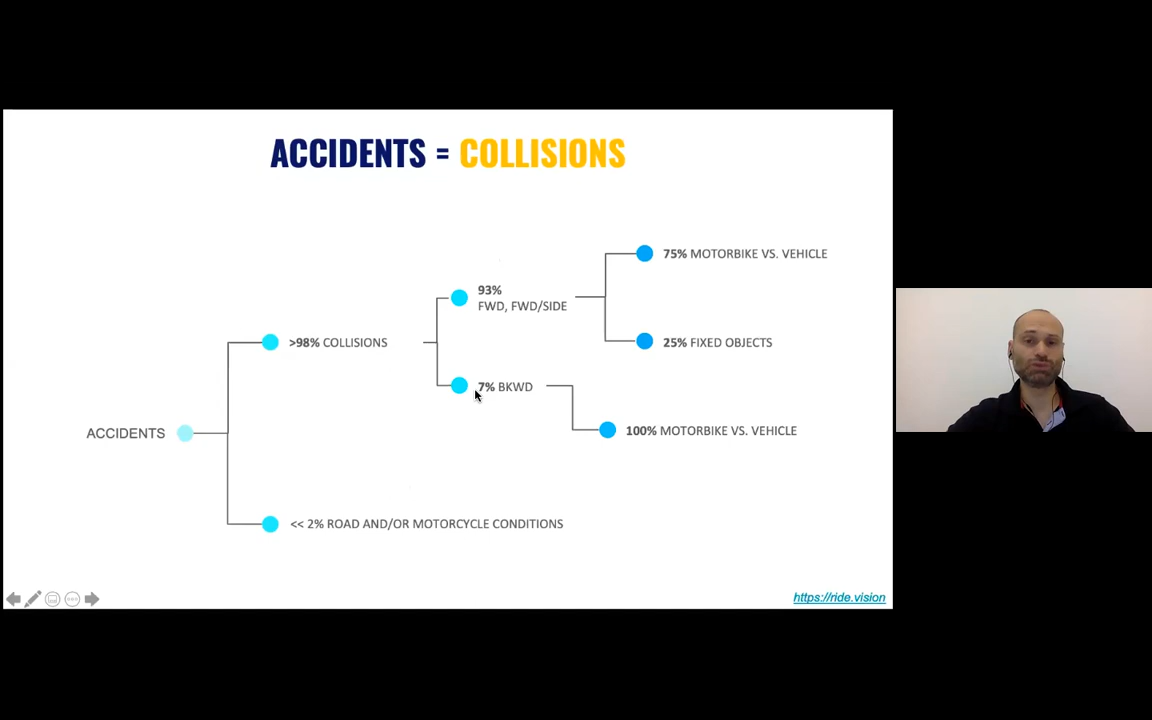 ACCIDENTS = COLLISIONS
75% MOTORBIKE VS. VEHICLE
93%
FWD, FWD/SIDE
>98% COLLISIONS
25% FIXED OBJECTS
7% BKWD
ACCIDENTS
100% MOTORBIKE VS. VEHICLE
<< 2% ROAD AND/OR MOTORCYCLE CONDITIONS
https://ride.vision